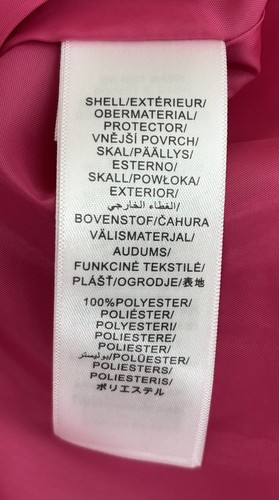 SHELL/EXTÉRIEUR/
OBERMATERIAL/
PROTECTOR/
VNĚJŠÍ POVRCH/
SKAL/PÄÄLLYS/
ESTERNO/
SKALL/POWŁOKA/
EXTERIOR/
الغطاء الخارجي/
BOVENSTOF/ČAHURA
VÄLISMATERJAL/
AUDUMS/
FUNKCINĖ TEKSTILĖ/
PLÁŠŤ/OGRODJE/表地
100%POLYESTER/
POLIÉSTER/
POLYESTERI/
POLIESTERE/
POLIESTER/
بوليستر/POLÜESTER/
POLIESTERS/
POLIESTERIS/
ポリエステル